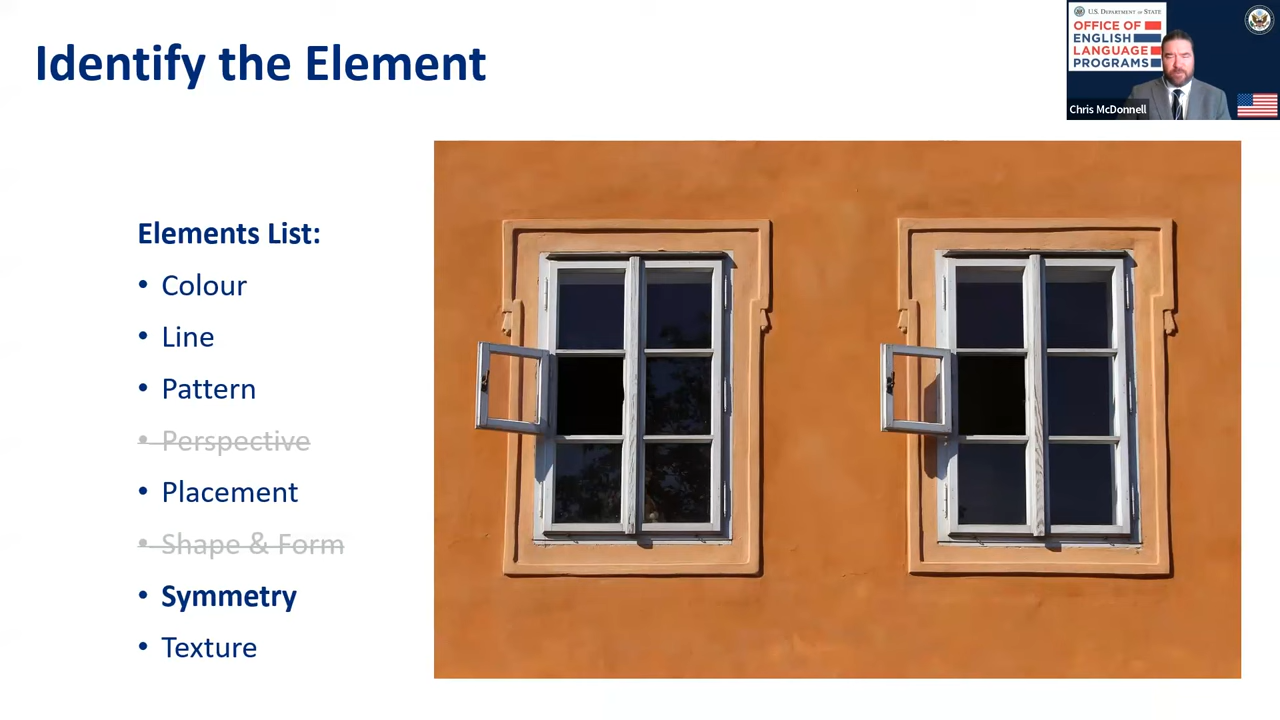 Identify the Element
U.S. DEPARTMENT OF STATE
OFFICE OF
ENGLISH
LANGUAGE
PROGRAMS
Chris McDonnell
Elements List:
• Colour
• Line
• Pattern
• Perspective
• Placement
• Shape & Form
• Symmetry
• Texture